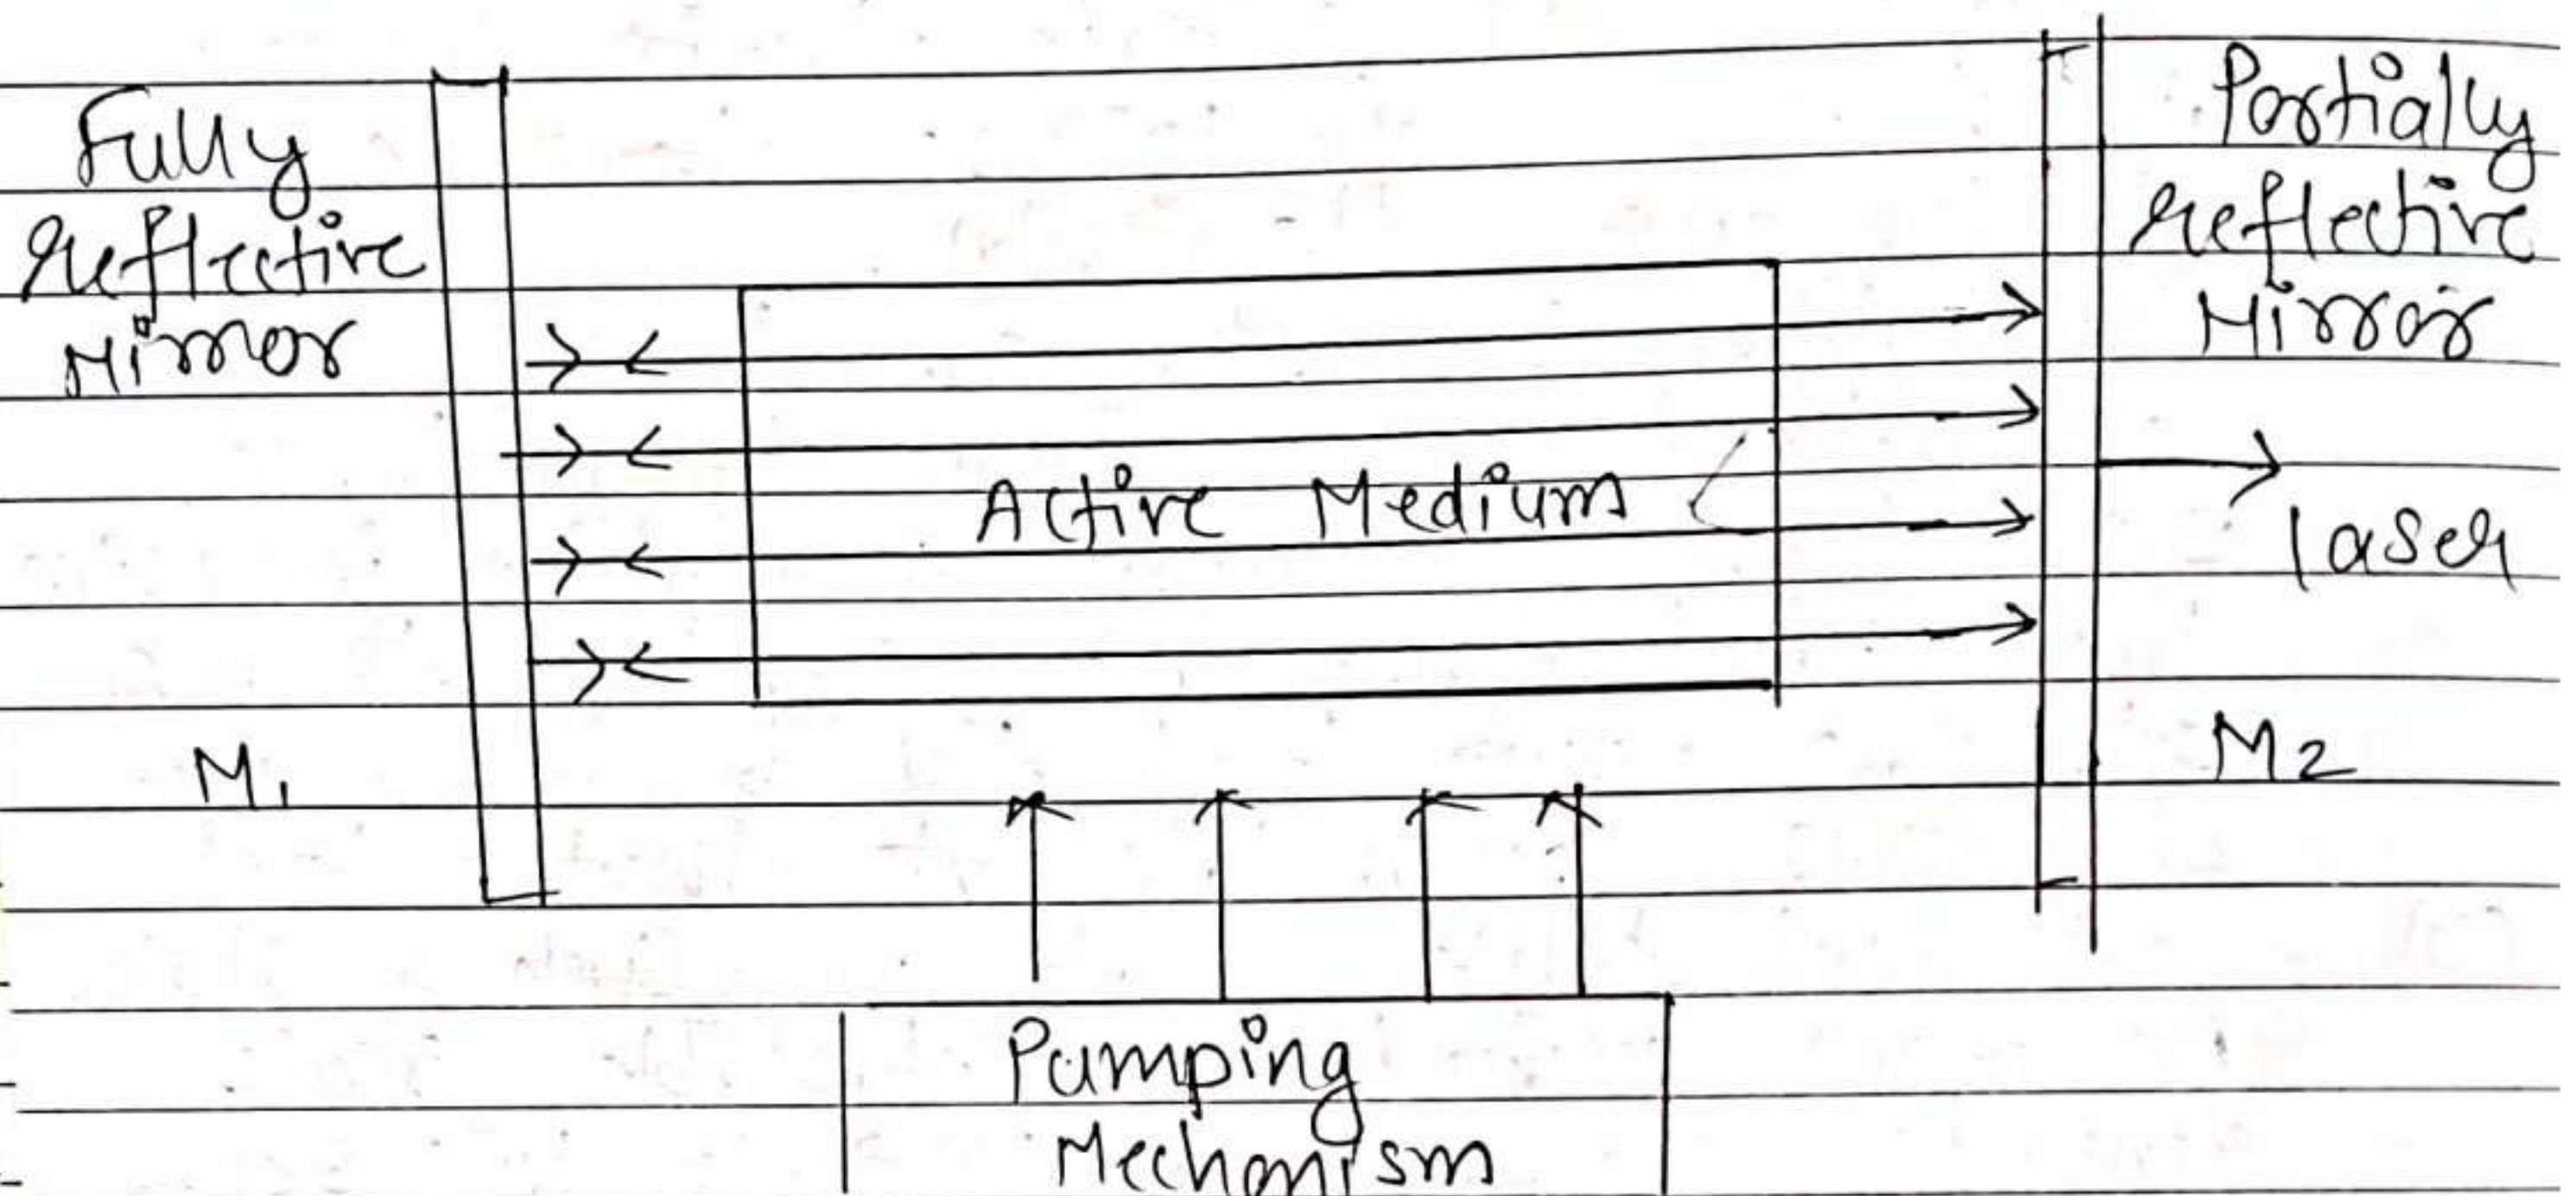 Fully
reflective
Mirror
Partially
reflective
Mirror
Active Medium
laser
M1
M2
Pumping
Mechanism